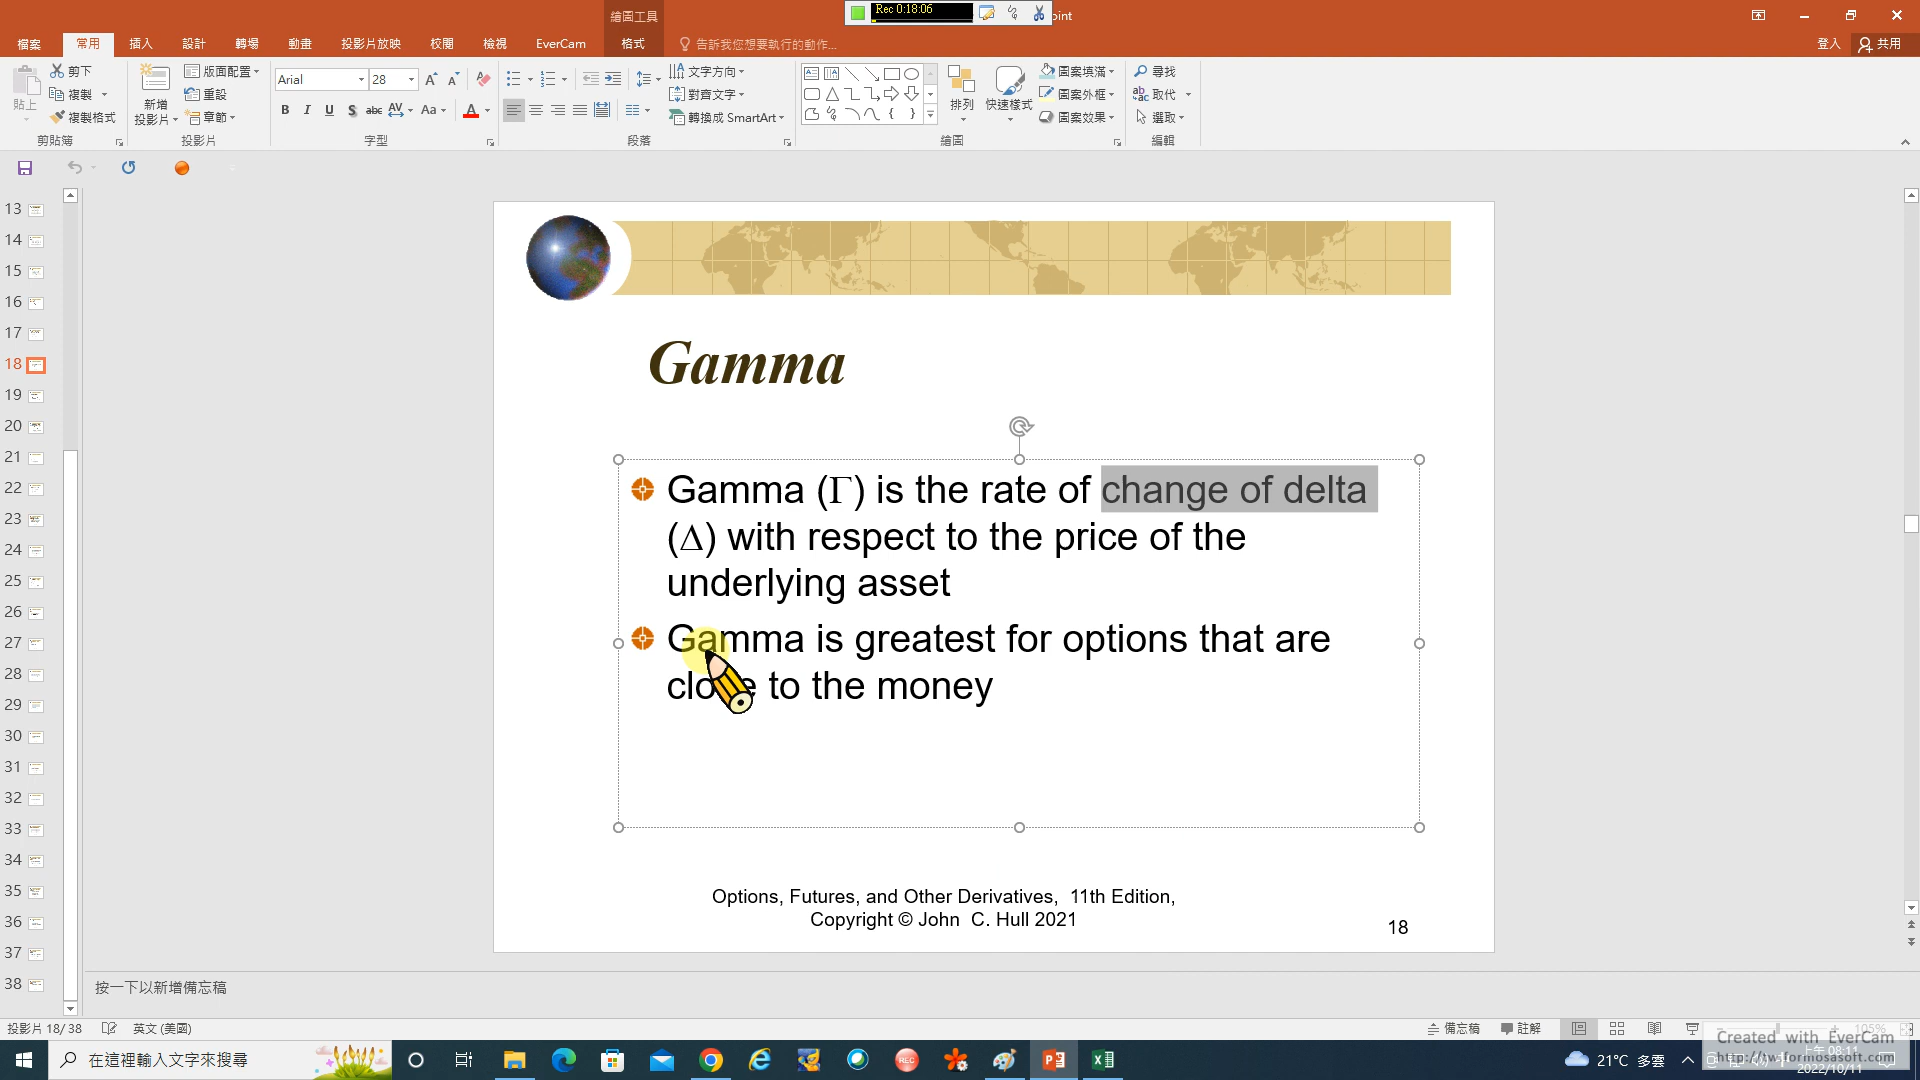 繪圖工具
Rec 0:18:06
oint
檔案
常用
插入
設計
轉場
動畫
投影片放映
校閱
檢視
EverCam
格式
告訴我您想要執行的動作...
登入
共用
貼上
剪下
複製
複製格式
剪貼簿
新增
投影片
版面配置
重設
章節
投影片
Arial
28
B I U S abc AV Aa A
字型
文字方向
對齊文字
轉換成 SmartArt
段落
排列
快速樣式
圖案填滿
圖案外框
圖案效果
繪圖
尋找
取代
選取
編輯
13
14
15
16
17
18
19
20
21
22
23
24
25
26
27
28
29
30
31
32
33
34
35
36
37
38
Gamma
Gamma (Γ) is the rate of change of delta
(Δ) with respect to the price of the
underlying asset
Gamma is greatest for options that are
close to the money
Options, Futures, and Other Derivatives, 11th Edition,
Copyright © John C. Hull 2021
18
按一下以新增備忘稿
投影片 18/ 38
英文 (美國)
備忘稿
註解
105%
Created with EverCam
http://tw.formosasoft.com
在這裡輸入文字來搜尋
21°C 多雲
上午 08:11
2022/10/11